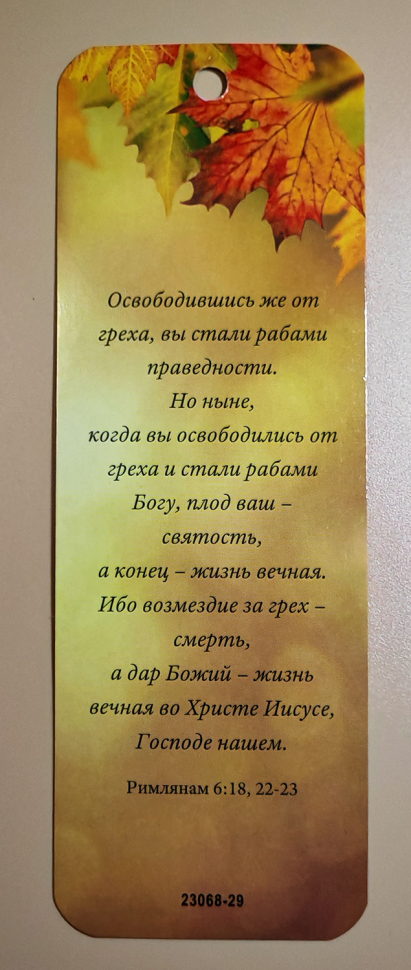 Освободившись же от
греха, вы стали рабами
праведности.
Но ныне,
когда вы освободились от
греха и стали рабами
Богу, плод ваш –
святость,
а конец – жизнь вечная.
Ибо возмездие за грех –
смерть,
а дар Божий – жизнь
вечная во Христе Иисусе,
Господе нашем.
Римлянам 6:18, 22-23
23068-29